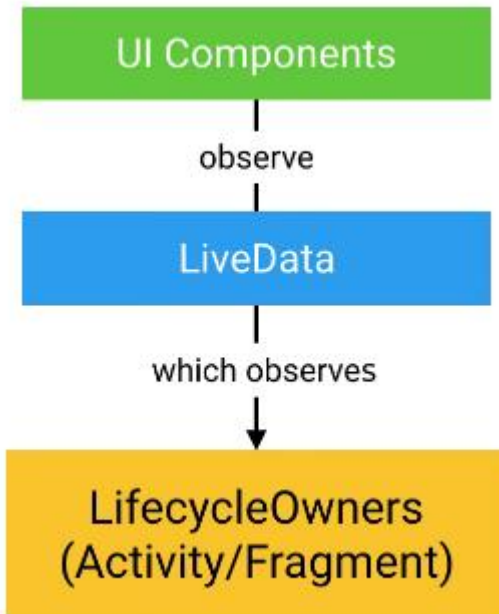 UI Components
observe
LiveData
which observes
LifecycleOwners
(Activity/Fragment)